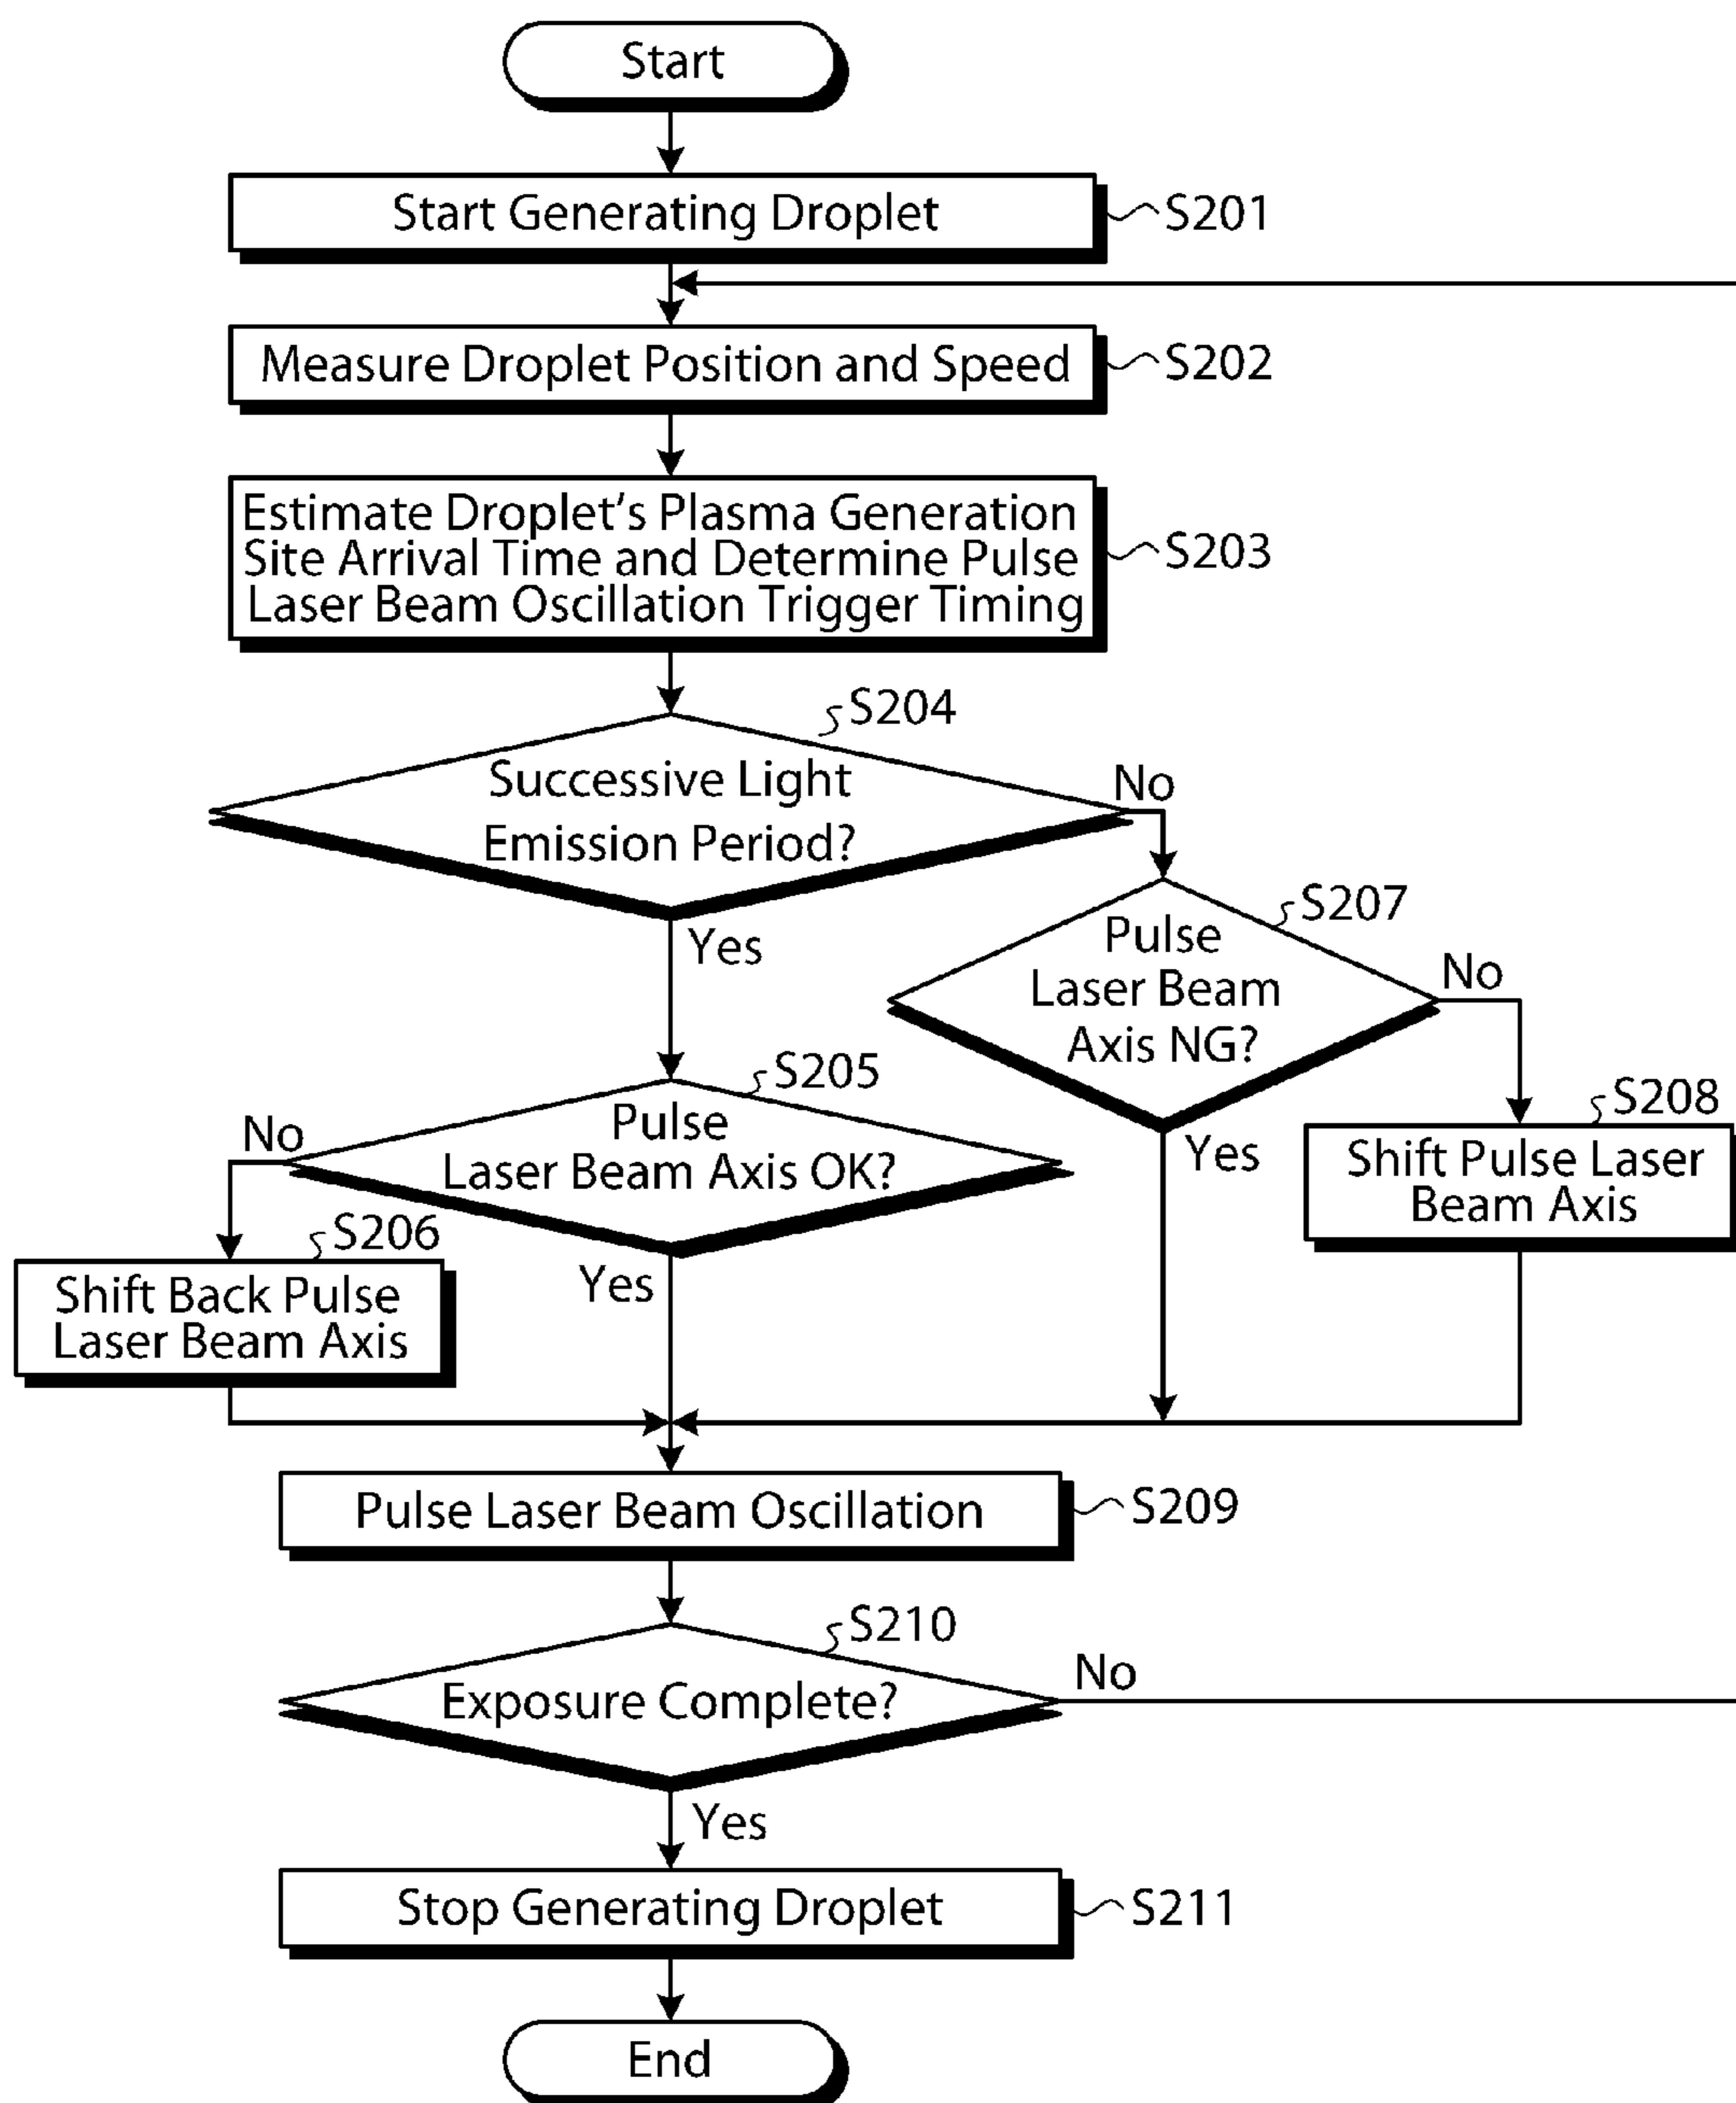 Start
Start Generating Droplet
S201
Measure Droplet Position and Speed
S202
Estimate Droplet's Plasma Generation
Site Arrival Time and Determine Pulse
Laser Beam Oscillation Trigger Timing
S203
S204
Successive Light
Emission Period?
No
Yes
S207
Pulse
Laser Beam
Axis NG?
No
Yes
S205
Pulse
Laser Beam Axis OK?
No
Yes
S208
Shift Pulse Laser
Beam Axis
S206
Shift Back Pulse
Laser Beam Axis
Pulse Laser Beam Oscillation
S209
S210
Exposure Complete?
No
Yes
Stop Generating Droplet
S211
End